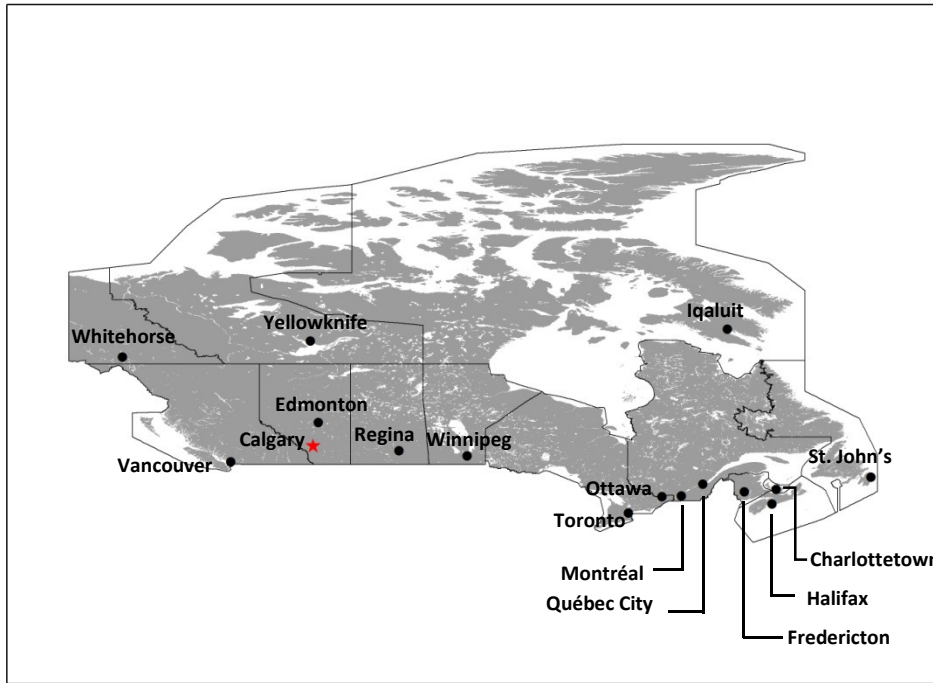 Iqaluit
Yellowknife
Whitehorse
Edmonton
Calgary
Regina
Winnipeg
Vancouver
St. John's
Ottawa
Toronto
Charlottetown
Montréal
Québec City
Halifax
Fredericton